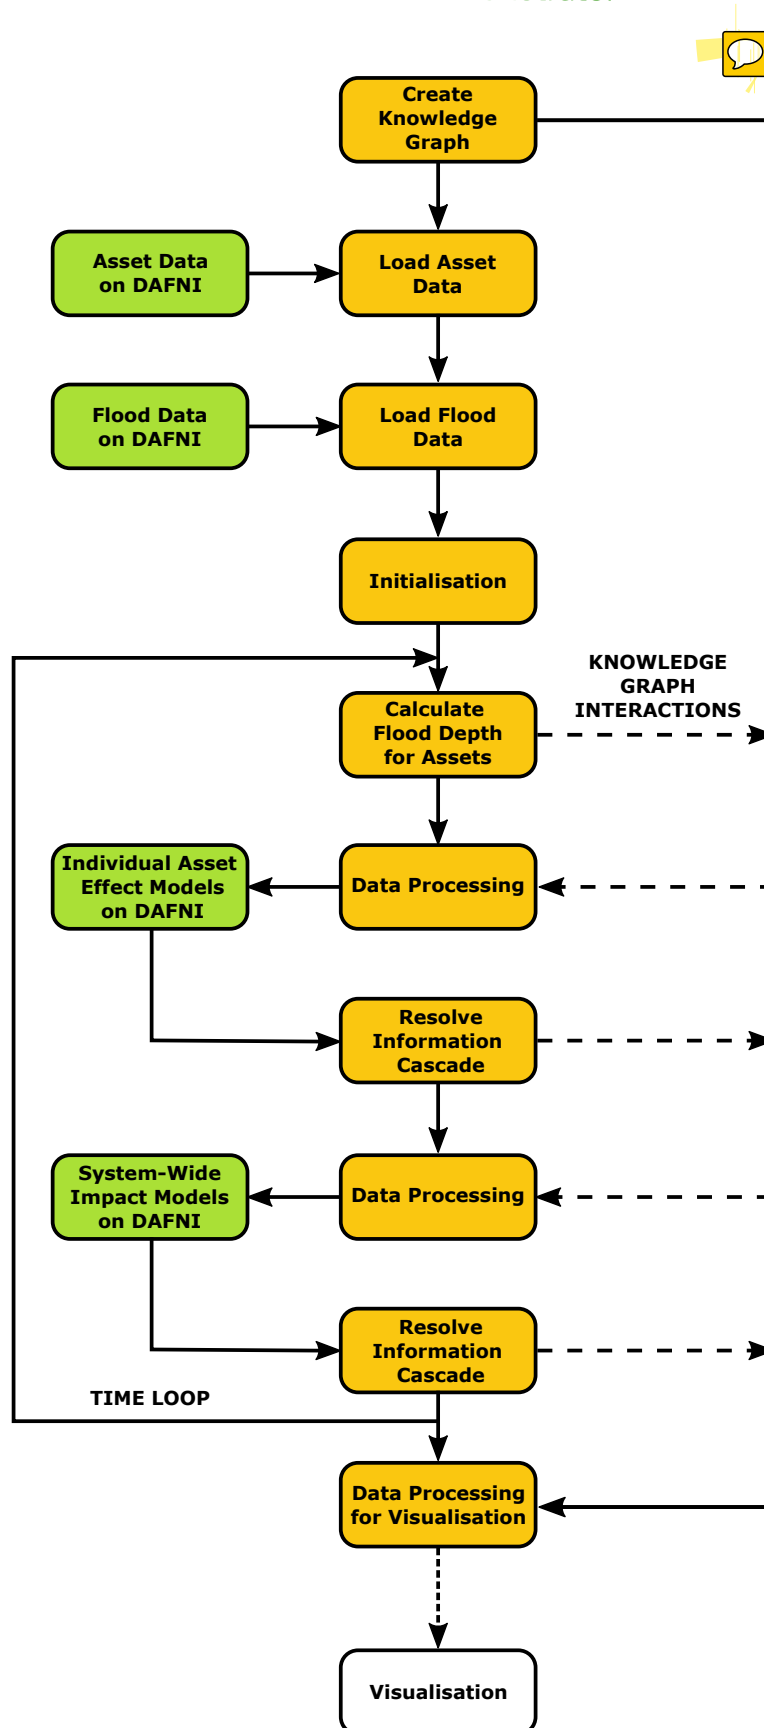 Create
Knowledge
Graph
Asset Data
on DAFNI
Load Asset
Data
Flood Data
on DAFNI
Load Flood
Data
Initialisation
KNOWLEDGE
GRAPH
INTERACTIONS
Calculate
Flood Depth
for Assets
Individual Asset
Effect Models
on DAFNI
Data Processing
Resolve
Information
Cascade
System-Wide
Impact Models
on DAFNI
Data Processing
Resolve
Information
Cascade
TIME LOOP
Data Processing
for Visualisation
Visualisation